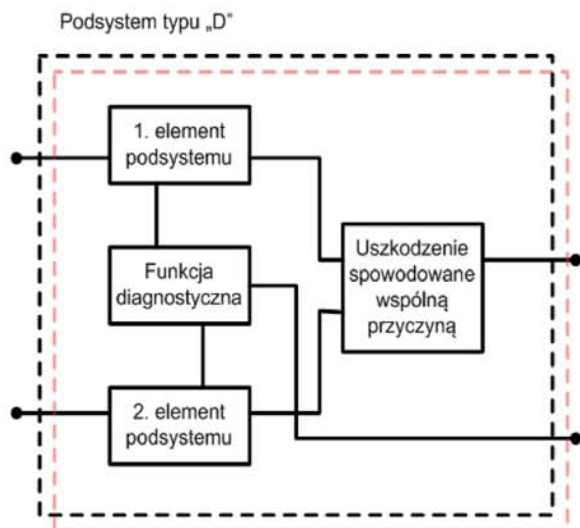 Podsystem typu „D”
1. element
podsystemu
Funkcja
diagnostyczna
2. element
podsystemu
Uszkodzenie
spowodowane
wspólną
przyczyną